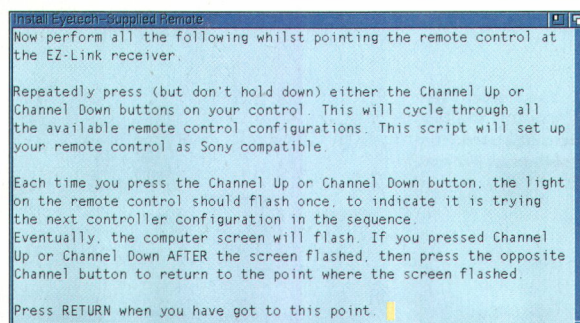 Install Eyetech-Supplied Remote
Now perform all the following whilst pointing the remote control at
the EZ-Link receiver.
Repeatedly press (but don't hold down) either the Channel Up or
Channel Down buttons on your control. This will cycle through all
the available remote control configurations. This script will set up
your remote control as Sony compatible.
Each time you press the Channel Up or Channel Down button, the light
on the remote control should flash once, to indicate it is trying
the next controller configuration in the sequence.
Eventually, the computer screen will flash. If you pressed Channel
Up or Channel Down AFTER the screen flashed, then press the opposite
Channel button to return to the point where the screen flashed.
Press RETURN when you have got to this point.